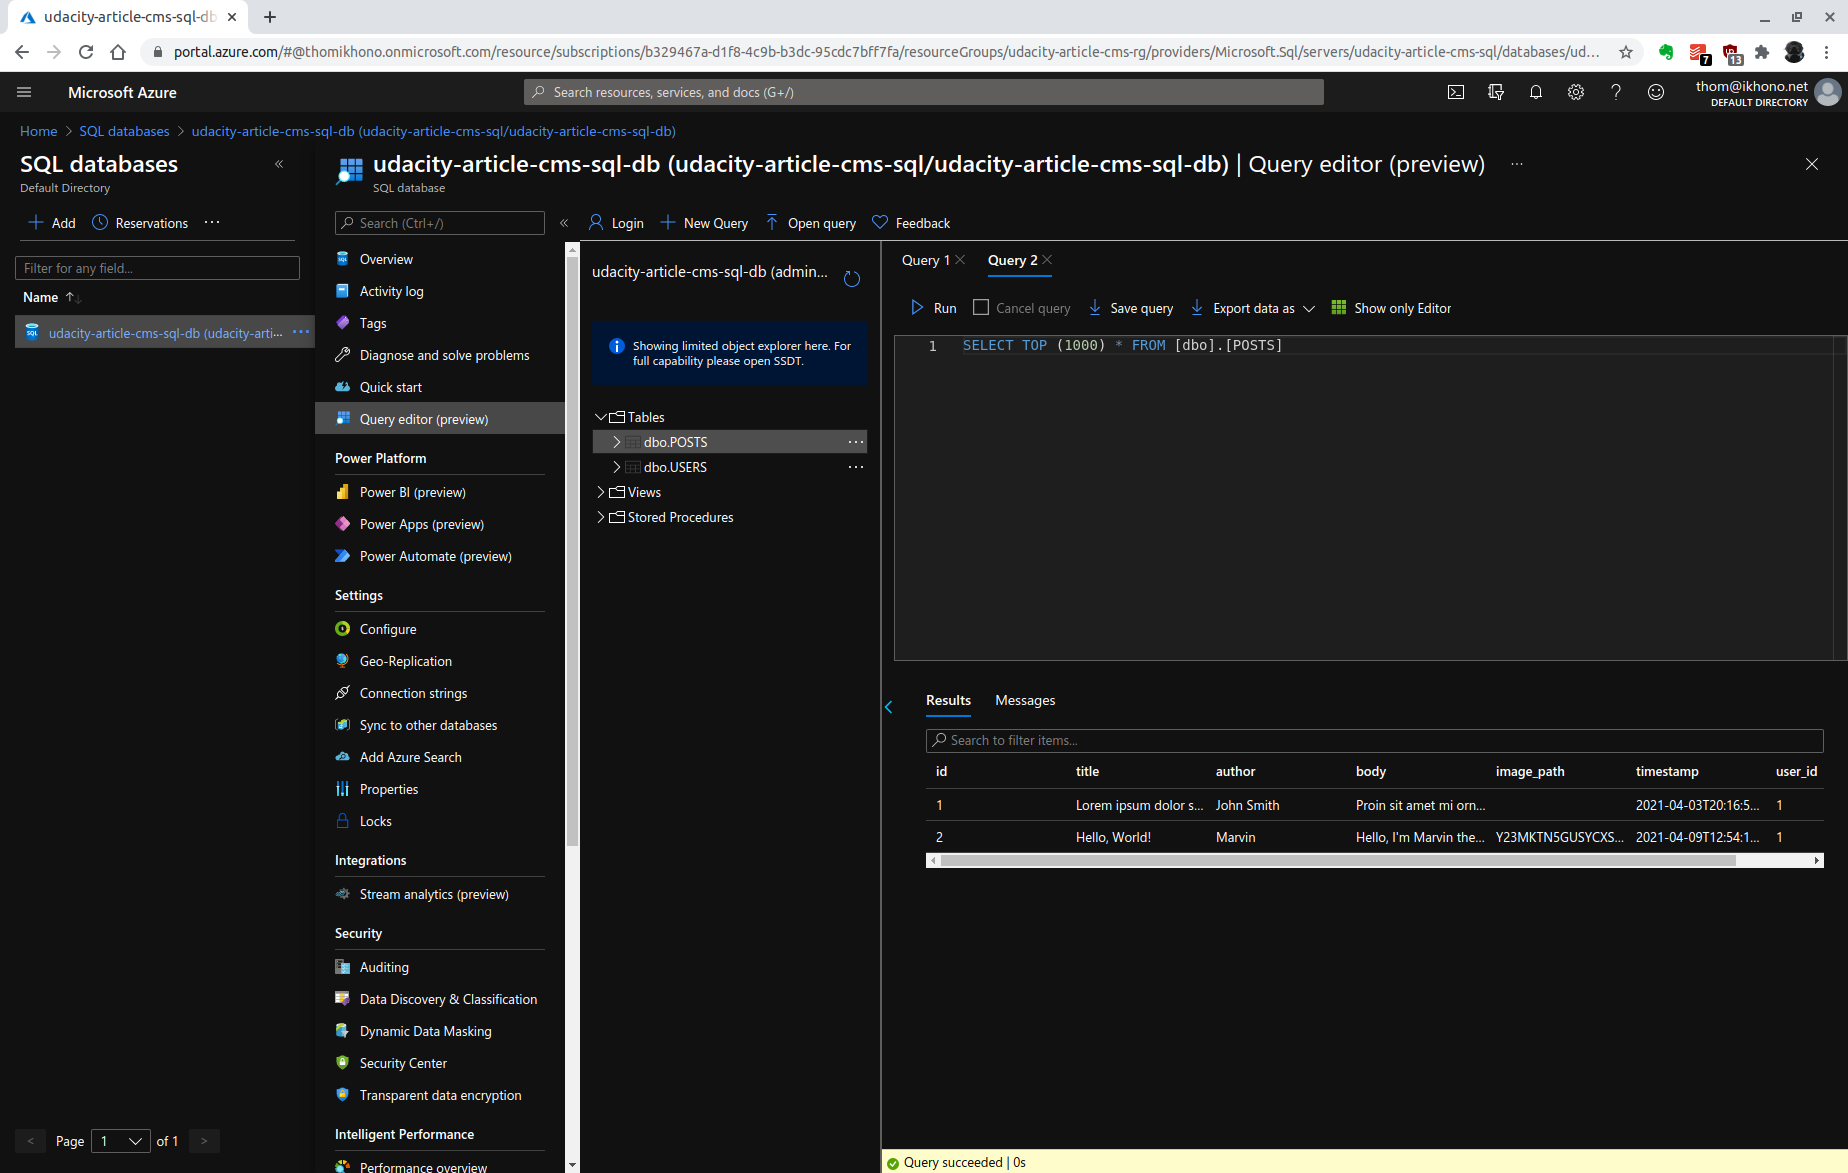 udacity-article-cms-sql-db
portal.azure.com/#@thomikhono.onmicrosoft.com/resource/subscriptions/b329467a-d1f8-4c9b-b3dc-95cdc7bff7fa/resourceGroups/udacity-article-cms-rg/providers/Microsoft.Sql/servers/udacity-article-cms-sql/databases/ud...
7
13
Microsoft Azure
Search resources, services, and docs (G+/)
thom@ikhono.net
DEFAULT DIRECTORY
Home > SQL databases > udacity-article-cms-sql-db (udacity-article-cms-sql/udacity-article-cms-sql-db)
SQL databases
Default Directory
Add Reservations ...
Filter for any field...
Name
udacity-article-cms-sql-db (udacity-arti... ...
Page 1 of 1
udacity-article-cms-sql-db (udacity-article-cms-sql/udacity-article-cms-sql-db) | Query editor (preview) ...
SQL database
Search (Ctrl+/)
Overview
Activity log
Tags
Diagnose and solve problems
Quick start
Query editor (preview)
Power Platform
Power BI (preview)
Power Apps (preview)
Power Automate (preview)
Settings
Configure
Geo-Replication
Connection strings
Sync to other databases
Add Azure Search
Properties
Locks
Integrations
Stream analytics (preview)
Security
Auditing
Data Discovery & Classification
Dynamic Data Masking
Security Center
Transparent data encryption
Intelligent Performance
Performance overview
Login New Query Open query Feedback
udacity-article-cms-sql-db (admin...
Showing limited object explorer here. For
full capability please open SSDT.
Tables
dbo.POSTS ...
dbo.USERS ...
Views
Stored Procedures
Query 1 Query 2
Run Cancel query Save query Export data as Show only Editor
1 SELECT TOP (1000) * FROM [dbo].[POSTS]
Results Messages
Search to filter items...
id title author body image_path timestamp user_id
1 Lorem ipsum dolor s... John Smith Proin sit amet mi orn... 2021-04-03T20:16:5... 1
2 Hello, World! Marvin Hello, I'm Marvin the... Y23MKTN5GUSYCXS... 2021-04-09T12:54:1... 1
Query succeeded | 0s